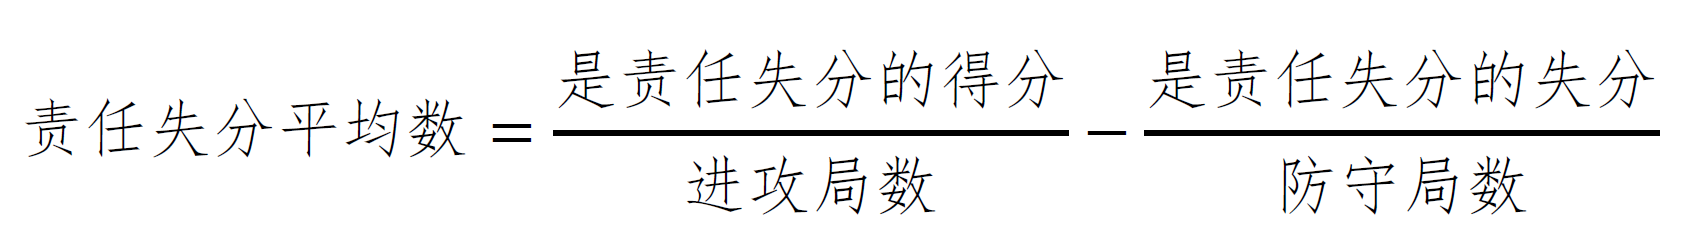 责任失分平均数 = 是责任失分的得分 / 进攻局数 − 是责任失分的失分 / 防守局数